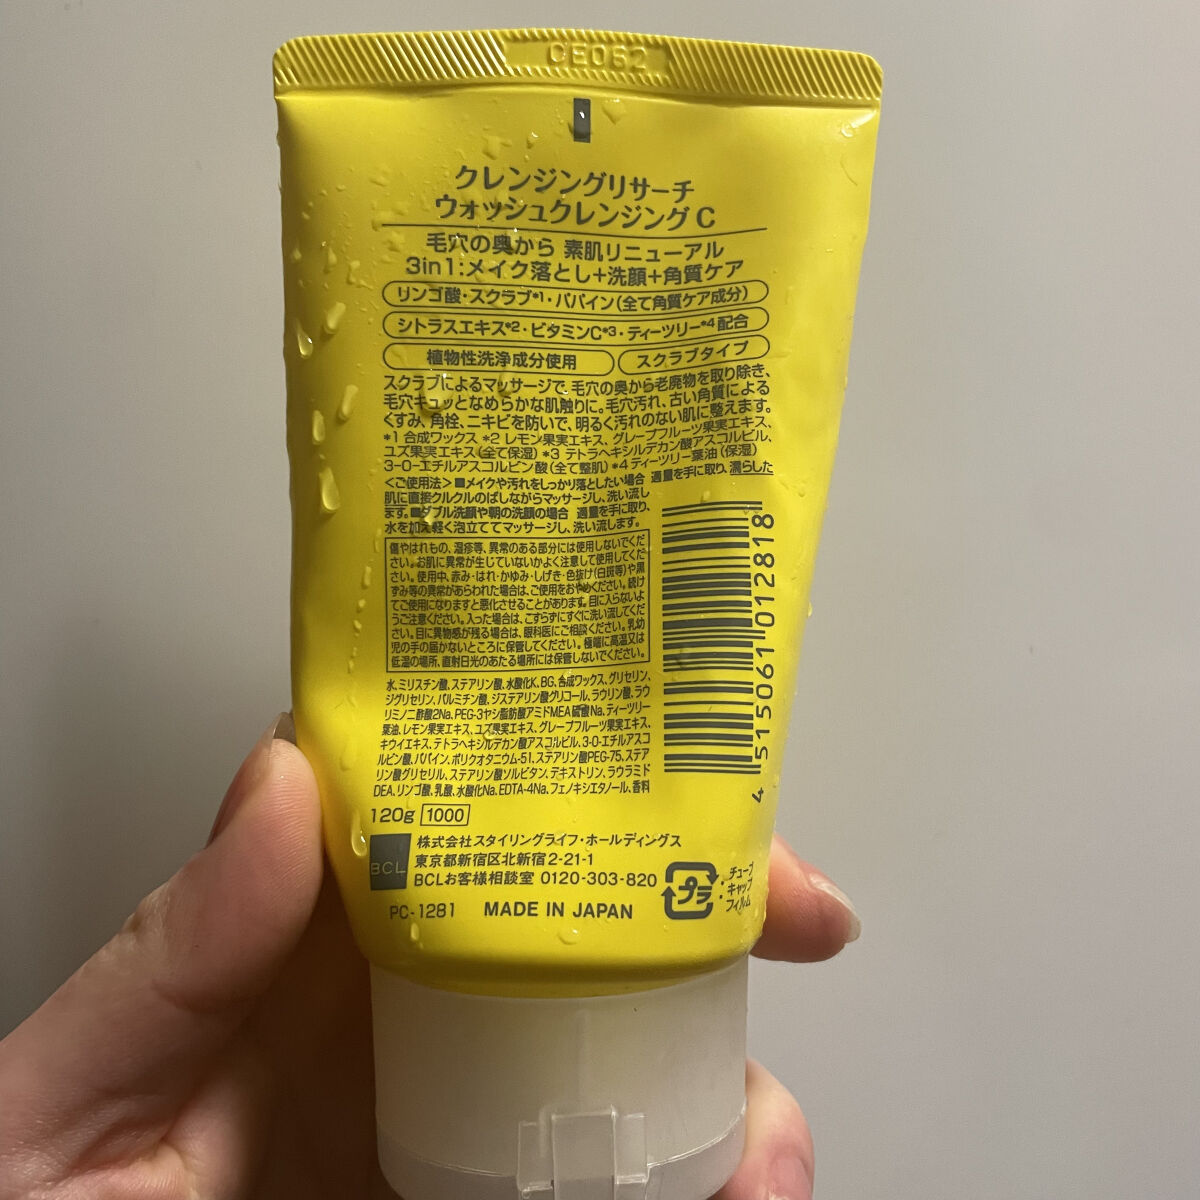 CE062
クレンジングリサーチ
ウォッシュクレンジングC
毛穴の奥から 素肌リニューアル
3in1:メイク落とし+洗顔+角質ケア
リンゴ酸・スクラブ*1・パパイン(全て角質ケア成分)
シトラスエキス*2・ビタミンC*3・ティーツリー*4配合
植物性洗浄成分使用 スクラブタイプ
スクラブによるマッサージで、毛穴の奥から老廃物を取り除き、
毛穴キュッとなめらかな肌触りに。毛穴汚れ、古い角質による
くすみ、角栓、ニキビを防いで、明るく汚れのない肌に整えます。
*1 合成ワックス *2 レモン果実エキス、グレープフルーツ果実エキス、
ユズ果実エキス(全て保湿) *3 テトラヘキシルデカン酸アスコルビル、
3-O-エチルアスコルビン酸(全て整肌) *4 ティーツリー葉油(保湿)
<ご使用法> ■メイクや汚れをしっかり落としたい場合 適量を手に取り、濡らした
肌に直接クルクルのばしながらマッサージし、洗い流し
ます。■ダブル洗顔や朝の洗顔の場合 適量を手に取り、
水を加え軽く泡立ててマッサージし、洗い流します。
傷やはれもの、湿疹等、異常のある部分には使用しないでくだ
さい。お肌に異常が生じていないかよく注意して使用してくだ
さい。使用中、赤み・はれ・かゆみ・しげき・色抜け(白斑等)や黒
ずみ等の異常があらわれた場合は、ご使用をおやめください。続け
てご使用になりますと悪化させることがあります。目に入らないよ
うご注意ください。入った場合は、こすらずにすぐに洗い流してくだ
さい。目に異物感が残る場合は、眼科医にご相談ください。乳幼
児の手の届かないところに保管してください。極端に高温又は
低温の場所、直射日光のあたる場所には保管しないでください。
水、ミリスチン酸、ステアリン酸、水酸化K、BG、合成ワックス、グリセリン、
ジグリセリン、パルミチン酸、ジステアリン酸グリコール、ラウリン酸、ラウ
リミノ二酢酸2Na、PEG-3ヤシ脂肪酸アミドMEA硫酸Na、ティーツリー
葉油、レモン果実エキス、ユズ果実エキス、グレープフルーツ果実エキス、
キウイエキス、テトラヘキシルデカン酸アスコルビル、3-O-エチルアスコ
ルビン酸、パパイン、ポリクオタニウム-51、ステアリン酸PEG-75、ステア
リン酸グリセリル、ステアリン酸ソルビタン、デキストリン、ラウラミド
DEA、リンゴ酸、乳酸、水酸化Na、EDTA-4Na、フェノキシエタノール、香料
4 515061 012818
120g 1000
BCL
株式会社スタイリングライフ・ホールディングス
東京都新宿区北新宿2-21-1
BCLお客様相談室 0120-303-820
PC-1281 MADE IN JAPAN
プラ
・チューブ
・キャップ
・フィルム